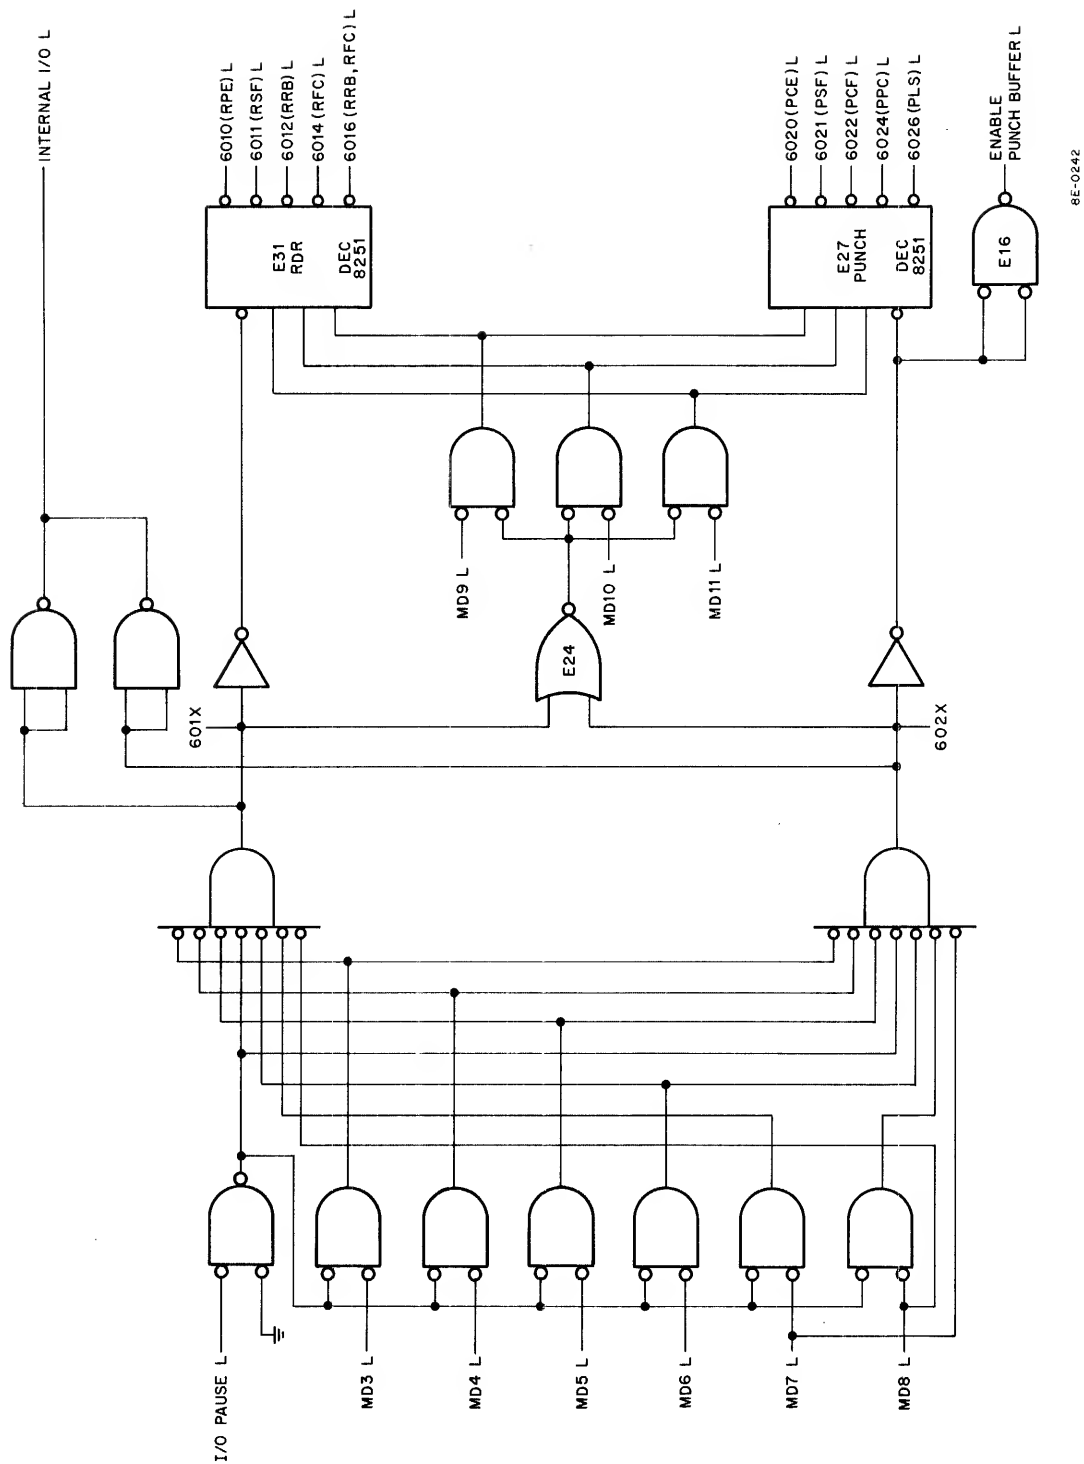 INTERNAL I/O L
6010(RPE) L
6011(RSF) L
6012(RRB) L
6014(RFC) L
6016(RRB,RFC) L
E31
RDR
DEC
8251
6020(PCE) L
6021(PSF) L
6022(PCF) L
6024(PPC) L
6026(PLS) L
E27
PUNCH
DEC
8251
ENABLE
PUNCH BUFFER L
E16
MD9 L
MD10 L
MD11 L
E24
601X
602X
I/O PAUSE L
MD3 L
MD4 L
MD5 L
MD6 L
MD7 L
MD8 L
8E-0242